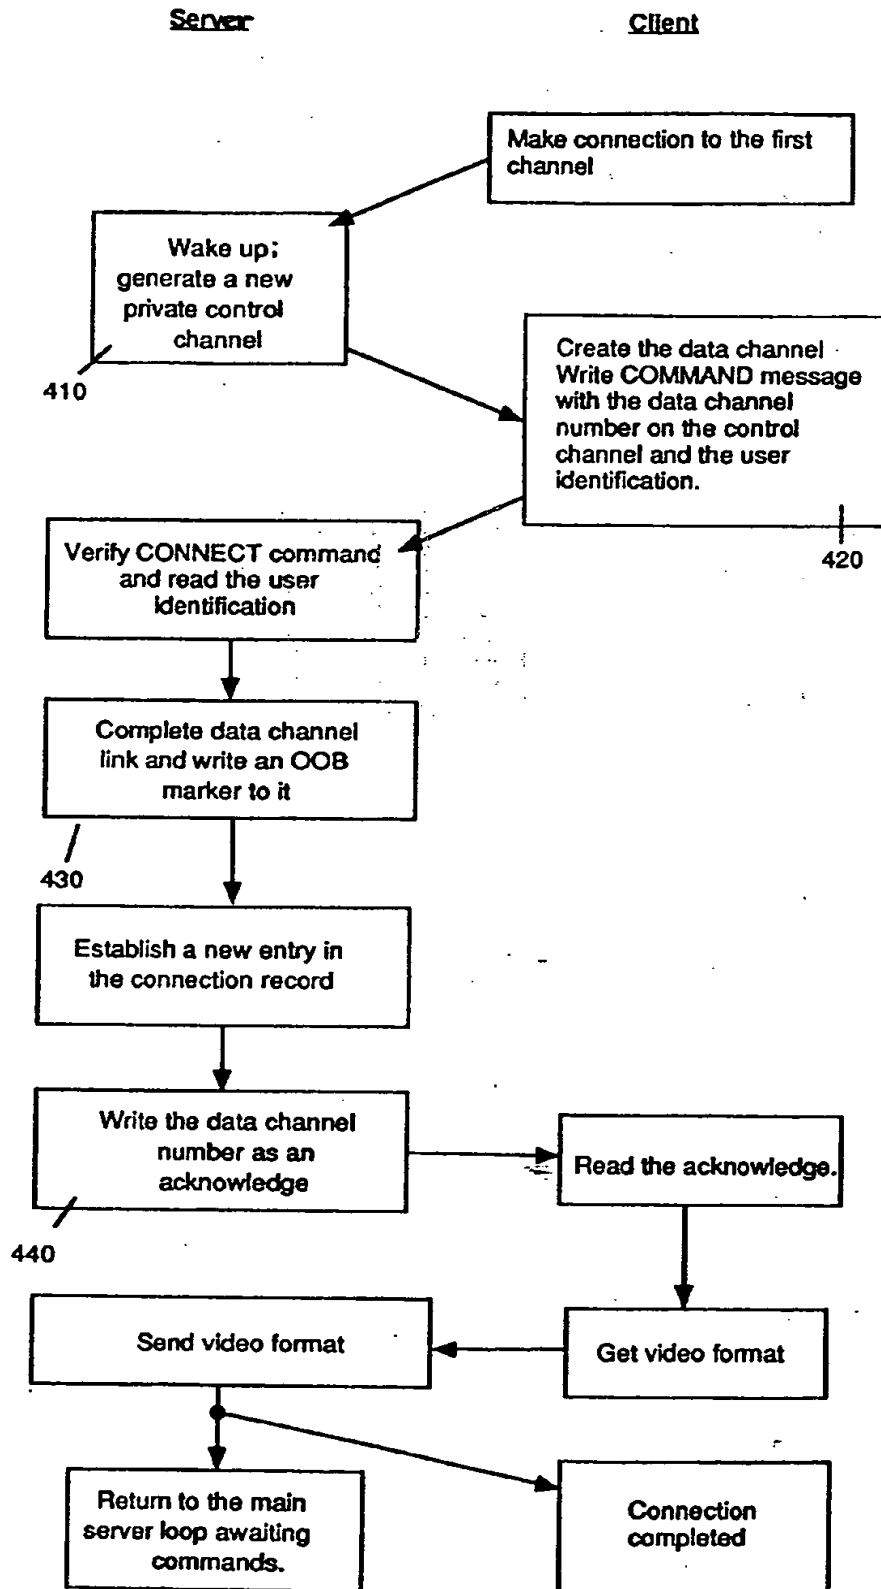 Server
Client
Make connection to the first
channel
Wake up;
generate a new
private control
channel
410
Create the data channel
Write COMMAND message
with the data channel
number on the control
channel and the user
identification.
420
Verify CONNECT command
and read the user
identification
Complete data channel
link and write an OOB
marker to it
430
Establish a new entry in
the connection record
Write the data channel
number as an
acknowledge
440
Read the acknowledge.
Send video format
Get video format
Return to the main
server loop awaiting
commands.
Connection
completed